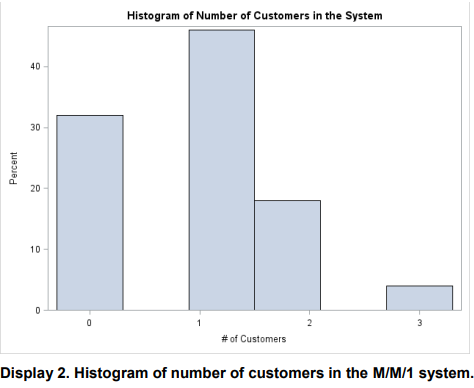 Histogram of Number of Customers in the System
40
30
20
10
0
Percent
0 1 2 3
# of Customers
Display 2. Histogram of number of customers in the M/M/1 system.